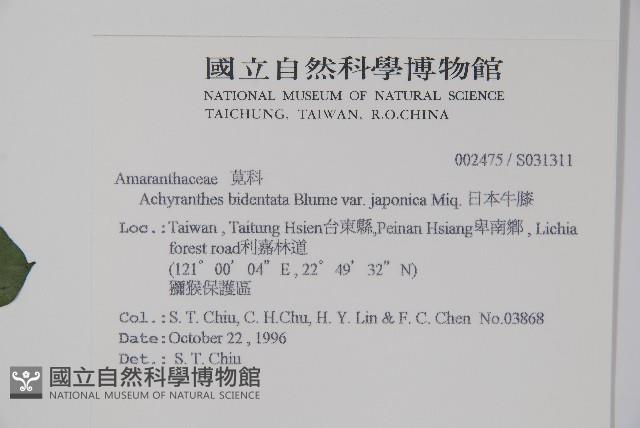 國立自然科學博物館
NATIONAL MUSEUM OF NATURAL SCIENCE
TAICHUNG, TAIWAN, R.O.CHINA
002475 / S031311
Amaranthaceae 莧科
Achyranthes bidentata Blume var. japonica Miq. 日本牛膝
Loc.:Taiwan , Taitung Hsien台東縣,Peinan Hsiang卑南鄉 , Lichia
forest road利嘉林道
(121° 00′ 04″ E , 22° 49′ 32″ N)
獼猴保護區
Col.:S. T. Chiu, C. H.Chu, H. Y. Lin & F. C. Chen No.03868
Date:October 22 , 1996
Det.: S. T. Chiu
國立自然科學博物館
NATIONAL MUSEUM OF NATURAL SCIENCE